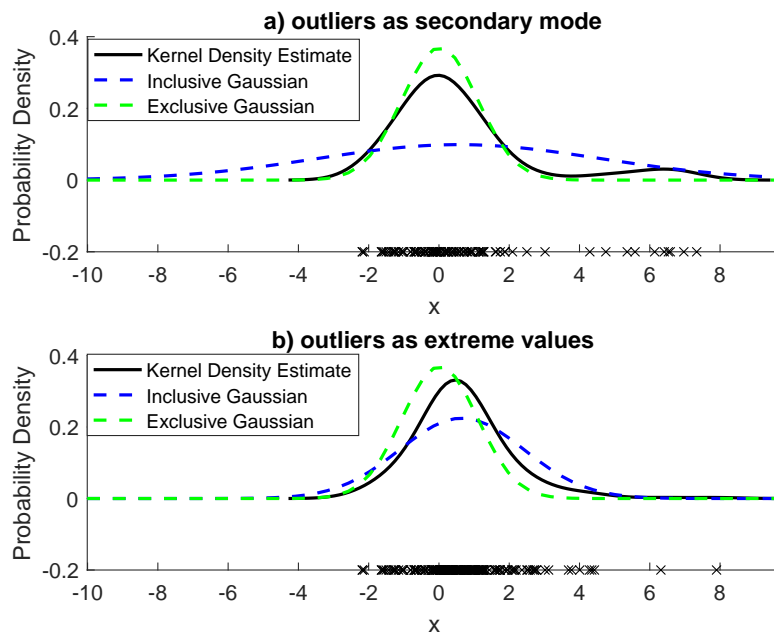 a) outliers as secondary mode
0.4
0.2
0
-0.2
Probability Density
Kernel Density Estimate
Inclusive Gaussian
Exclusive Gaussian
-10 -8 -6 -4 -2 0 2 4 6 8
x
b) outliers as extreme values
0.4
0.2
0
-0.2
Probability Density
Kernel Density Estimate
Inclusive Gaussian
Exclusive Gaussian
-10 -8 -6 -4 -2 0 2 4 6 8
x